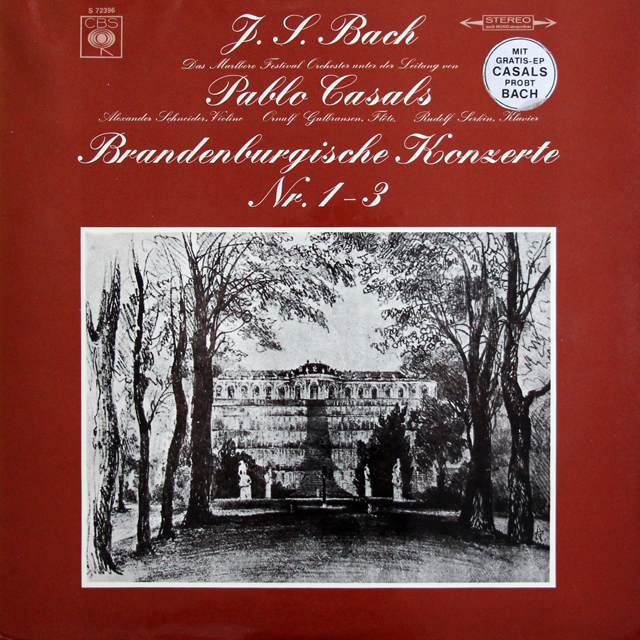 S 72396
CBS
J. S. Bach
STEREO
Das Marlboro Festival Orchester unter der Leitung von
Pablo Casals
Alexander Schneider, Violine Ornulf Gulbransen, Flöte, Rudolf Serkin, Klavier
MIT
GRATIS-EP
CASALS
PROBT
BACH
Brandenburgische Konzerte
Nr. 1-3